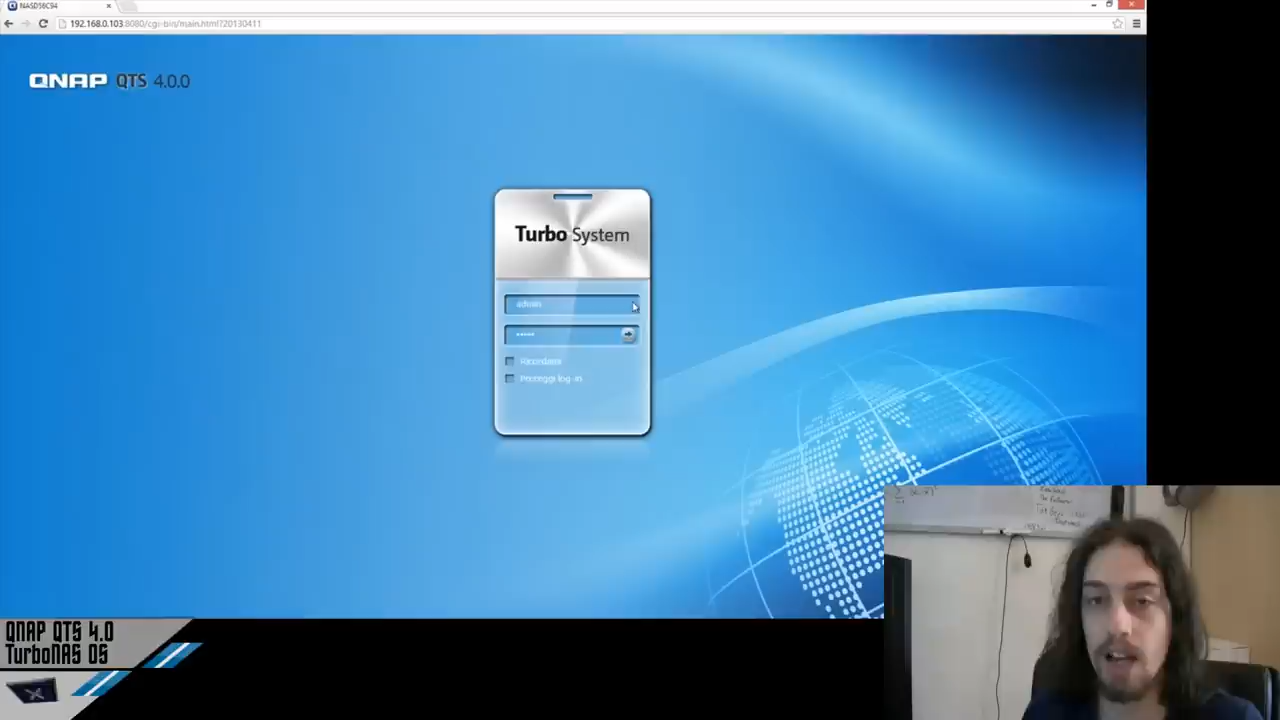 NASD56C94
192.168.0.103:8080/cgi-bin/main.html?20130411
QNAP QTS 4.0.0
Turbo System
admin
Ricordami
Proteggi log-in
QNAP QTS 4.0
TurboNAS OS